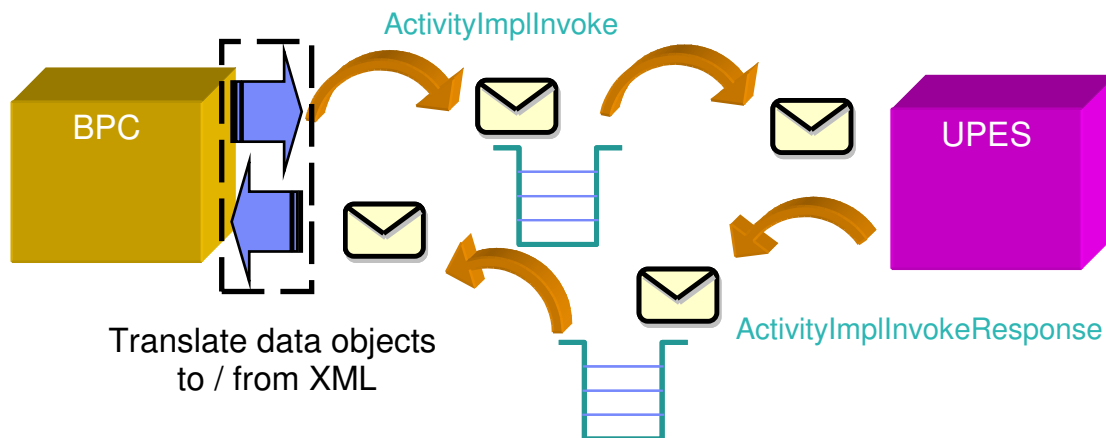 ActivityImplInvoke
BPC
UPES
ActivityImplInvokeResponse
Translate data objects
to / from XML